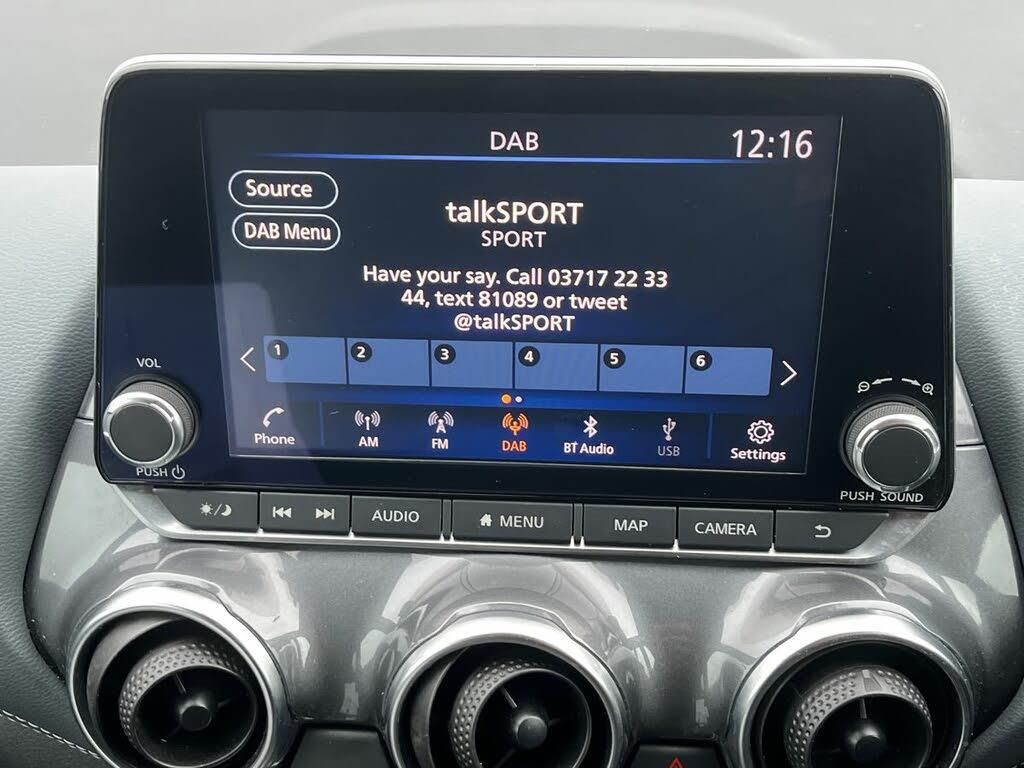 DAB
12:16
Source
DAB Menu
talkSPORT
SPORT
Have your say. Call 03717 22 33
44, text 81089 or tweet
@talkSPORT
1 2 3 4 5 6
VOL
PUSH
Phone AM FM DAB BT Audio USB Settings
PUSH SOUND
AUDIO MENU MAP CAMERA